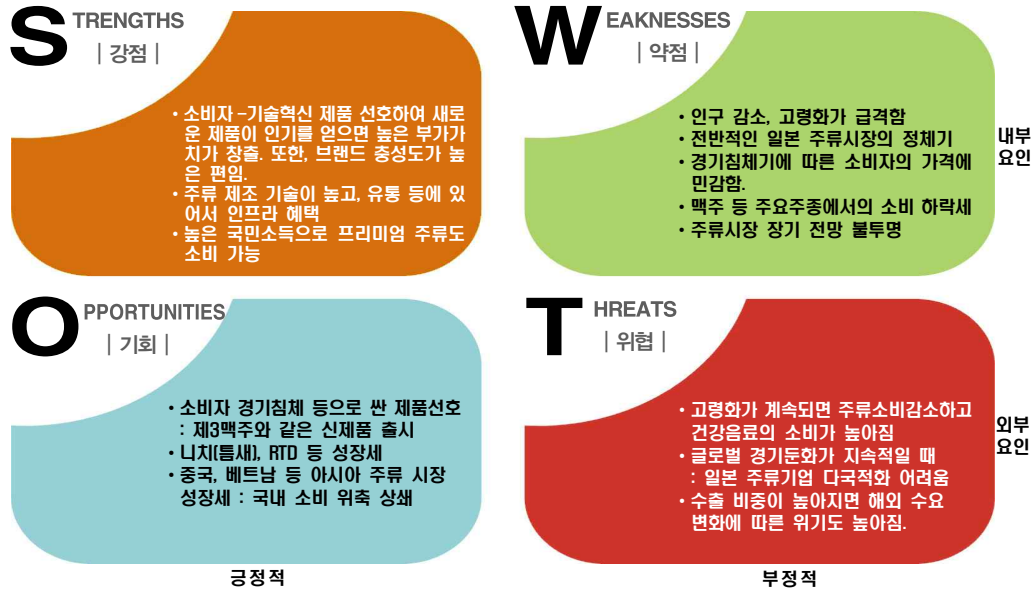 STRENGTHS
| 강점 |
• 소비자 –기술혁신 제품 선호하여 새로
운 제품이 인기를 얻으면 높은 부가가
치가 창출. 또한, 브랜드 충성도가 높
은 편임.
• 주류 제조 기술이 높고, 유통 등에 있
어서 인프라 혜택
• 높은 국민소득으로 프리미엄 주류도
소비 가능
WEAKNESSES
| 약점 |
• 인구 감소, 고령화가 급격함
• 전반적인 일본 주류시장의 정체기
• 경기침체기에 따른 소비자의 가격에
민감함.
• 맥주 등 주요주종에서의 소비 하락세
• 주류시장 장기 전망 불투명
내부
요인
OPPORTUNITIES
| 기회 |
• 소비자 경기침체 등으로 싼 제품선호
: 제3맥주와 같은 신제품 출시
• 니치(틈새), RTD 등 성장세
• 중국, 베트남 등 아시아 주류 시장
성장세 : 국내 소비 위축 상쇄
THREATS
| 위협 |
• 고령화가 계속되면 주류소비감소하고
건강음료의 소비가 높아짐
• 글로벌 경기둔화가 지속적일 때
: 일본 주류기업 다국적화 어려움
• 수출 비중이 높아지면 해외 수요
변화에 따른 위기도 높아짐.
외부
요인
긍정적
부정적